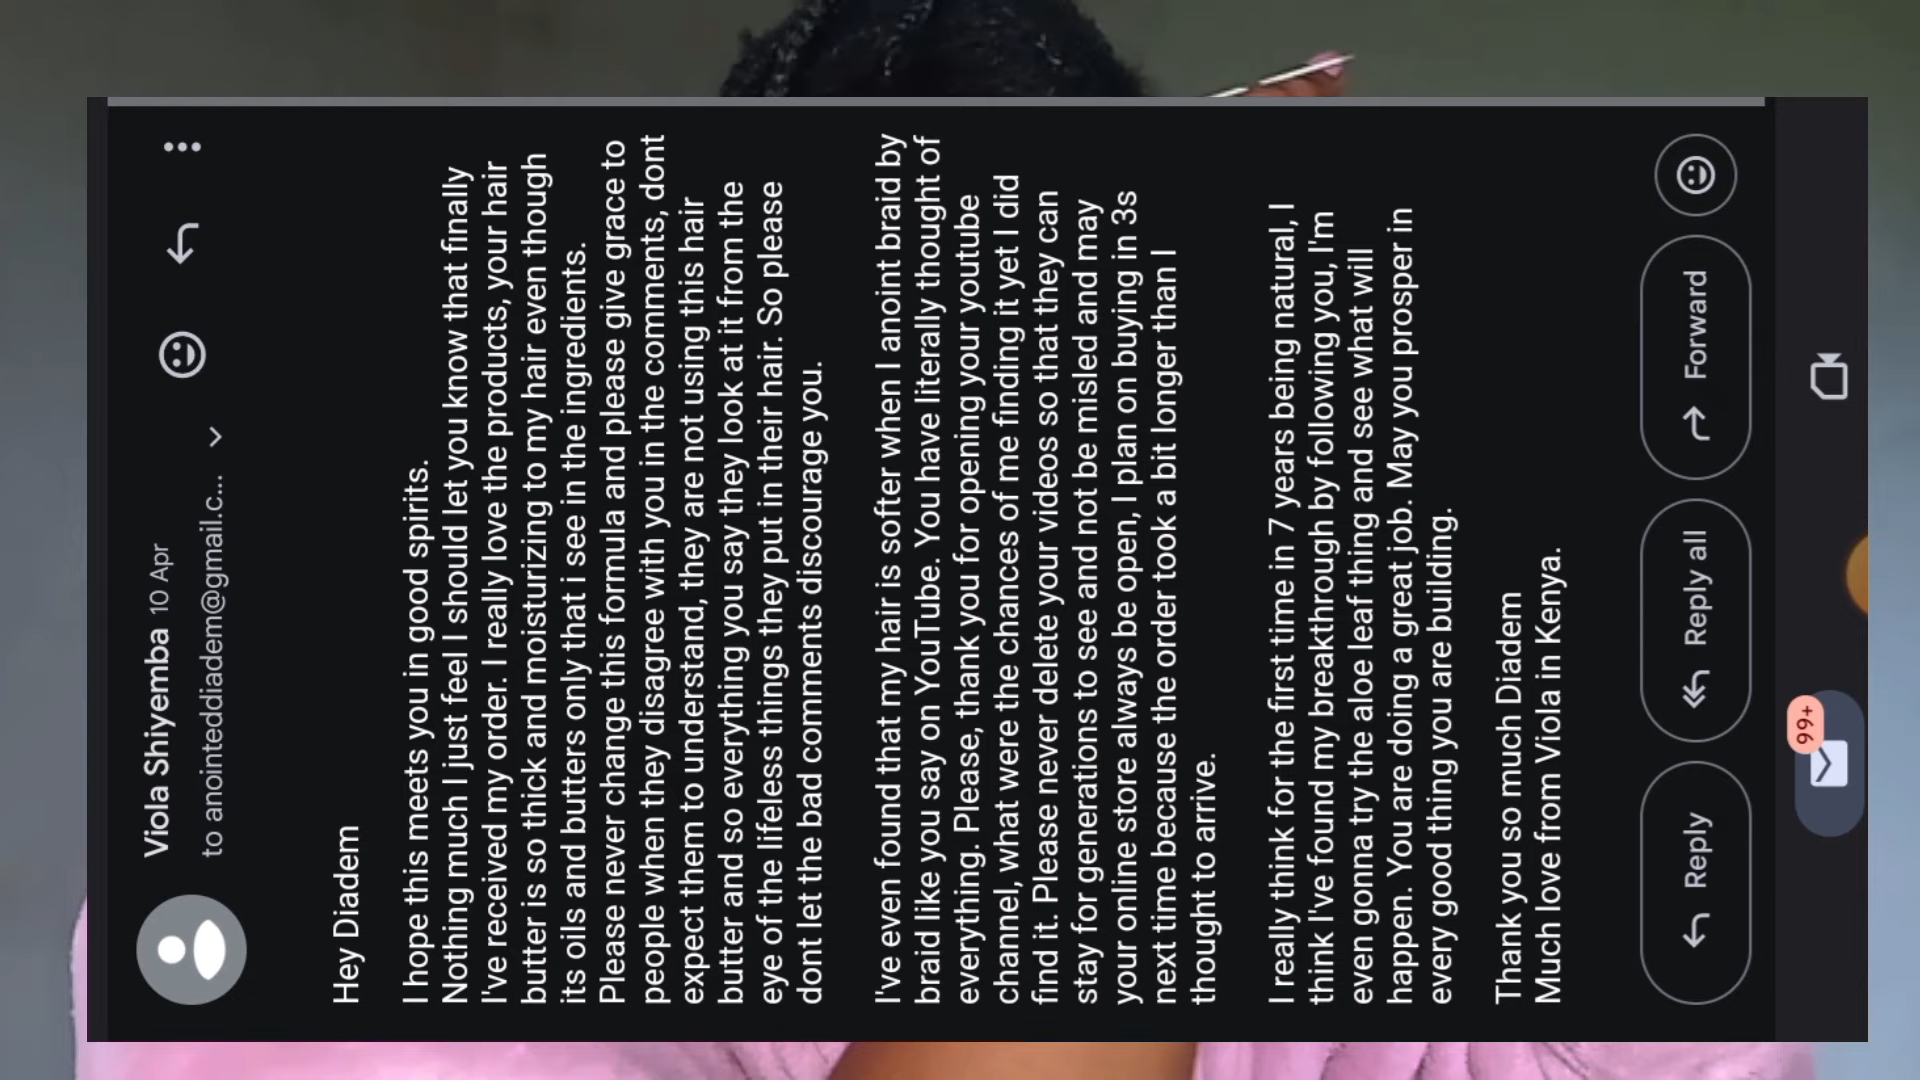 Viola Shiyemba 10 Apr
to anointeddiadem@gmail.c...
Hey Diadem
I hope this meets you in good spirits.
Nothing much I just feel I should let you know that finally
I've received my order. I really love the products, your hair
butter is so thick and moisturizing to my hair even though
its oils and butters only that i see in the ingredients.
Please never change this formula and please give grace to
people when they disagree with you in the comments, dont
expect them to understand, they are not using this hair
butter and so everything you say they look at it from the
eye of the lifeless things they put in their hair. So please
dont let the bad comments discourage you.
I've even found that my hair is softer when I anoint braid by
braid like you say on YouTube. You have literally thought of
everything. Please, thank you for opening your youtube
channel, what were the chances of me finding it yet I did
find it. Please never delete your videos so that they can
stay for generations to see and not be misled and may
your online store always be open, I plan on buying in 3s
next time because the order took a bit longer than I
thought to arrive.
I really think for the first time in 7 years being natural, I
think I've found my breakthrough by following you, I'm
even gonna try the aloe leaf thing and see what will
happen. You are doing a great job. May you prosper in
every good thing you are building.
Thank you so much Diadem
Much love from Viola in Kenya.
Reply
Reply all
Forward
99+